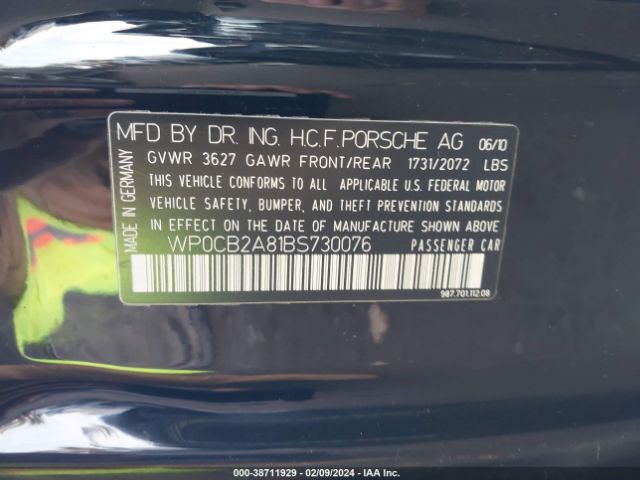 MFD BY DR. ING. H.C.F. PORSCHE AG 06/10
GVWR 3627 GAWR FRONT/REAR 1731/2072 LBS
THIS VEHICLE CONFORMS TO ALL APPLICABLE U.S. FEDERAL MOTOR
VEHICLE SAFETY, BUMPER, AND THEFT PREVENTION STANDARDS
IN EFFECT ON THE DATE OF MANUFACTURE SHOWN ABOVE
WP0CB2A81BS730076 PASSENGER CAR
987.701.112.08
MADE IN GERMANY
000-38711929 - 02/09/2024 - IAA Inc.